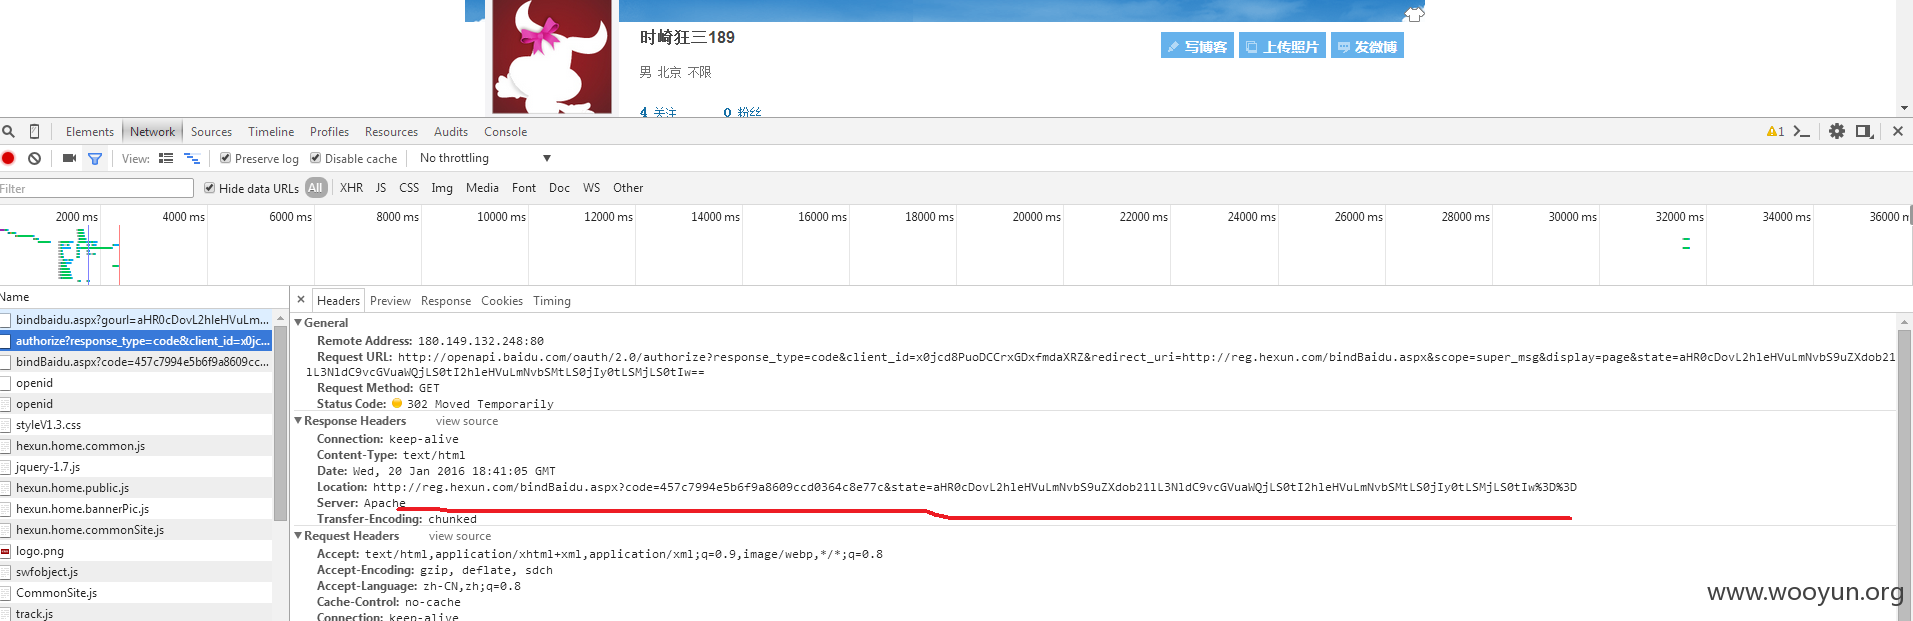 时崎狂三189
写博客 上传照片 发微博
男 北京 不限
4 关注 0 粉丝
Elements Network Sources Timeline Profiles Resources Audits Console
1
View: Preserve log Disable cache No throttling
Filter Hide data URLs All XHR JS CSS Img Media Font Doc WS Other
2000 ms 4000 ms 6000 ms 8000 ms 10000 ms 12000 ms 14000 ms 16000 ms 18000 ms 20000 ms 22000 ms 24000 ms 26000 ms 28000 ms 30000 ms 32000 ms 34000 ms 36000 m
Name
bindbaidu.aspx?gourl=aHR0cDovL2hleHVuLm...
authorize?response_type=code&client_id=x0jc...
bindBaidu.aspx?code=457c7994e5b6f9a8609cc...
openid
openid
styleV1.3.css
hexun.home.common.js
jquery-1.7.js
hexun.home.public.js
hexun.home.bannerPic.js
hexun.home.commonSite.js
logo.png
swfobject.js
CommonSite.js
track.js
Headers Preview Response Cookies Timing
General
Remote Address: 180.149.132.248:80
Request URL: http://openapi.baidu.com/oauth/2.0/authorize?response_type=code&client_id=x0jcd8PuoDCCrxGDxfmdaXRZ&redirect_uri=http://reg.hexun.com/bindBaidu.aspx&scope=super_msg&display=page&state=aHR0cDovL2hleHVuLmNvbS9uZXdob21
lL3NldC9vcGVuaWQjLS0tI2hleHVuLmNvbSMtLS0jIy0tLSMjLS0tIw==
Request Method: GET
Status Code: 302 Moved Temporarily
Response Headers view source
Connection: keep-alive
Content-Type: text/html
Date: Wed, 20 Jan 2016 18:41:05 GMT
Location: http://reg.hexun.com/bindBaidu.aspx?code=457c7994e5b6f9a8609ccd0364c8e77c&state=aHR0cDovL2hleHVuLmNvbS9uZXdob21lL3NldC9vcGVuaWQjLS0tI2hleHVuLmNvbSMtLS0jIy0tLSMjLS0tIw%3D%3D
Server: Apache
Transfer-Encoding: chunked
Request Headers view source
Accept: text/html,application/xhtml+xml,application/xml;q=0.9,image/webp,*/*;q=0.8
Accept-Encoding: gzip, deflate, sdch
Accept-Language: zh-CN,zh;q=0.8
Cache-Control: no-cache
Connection: keep-alive
www.wooyun.org